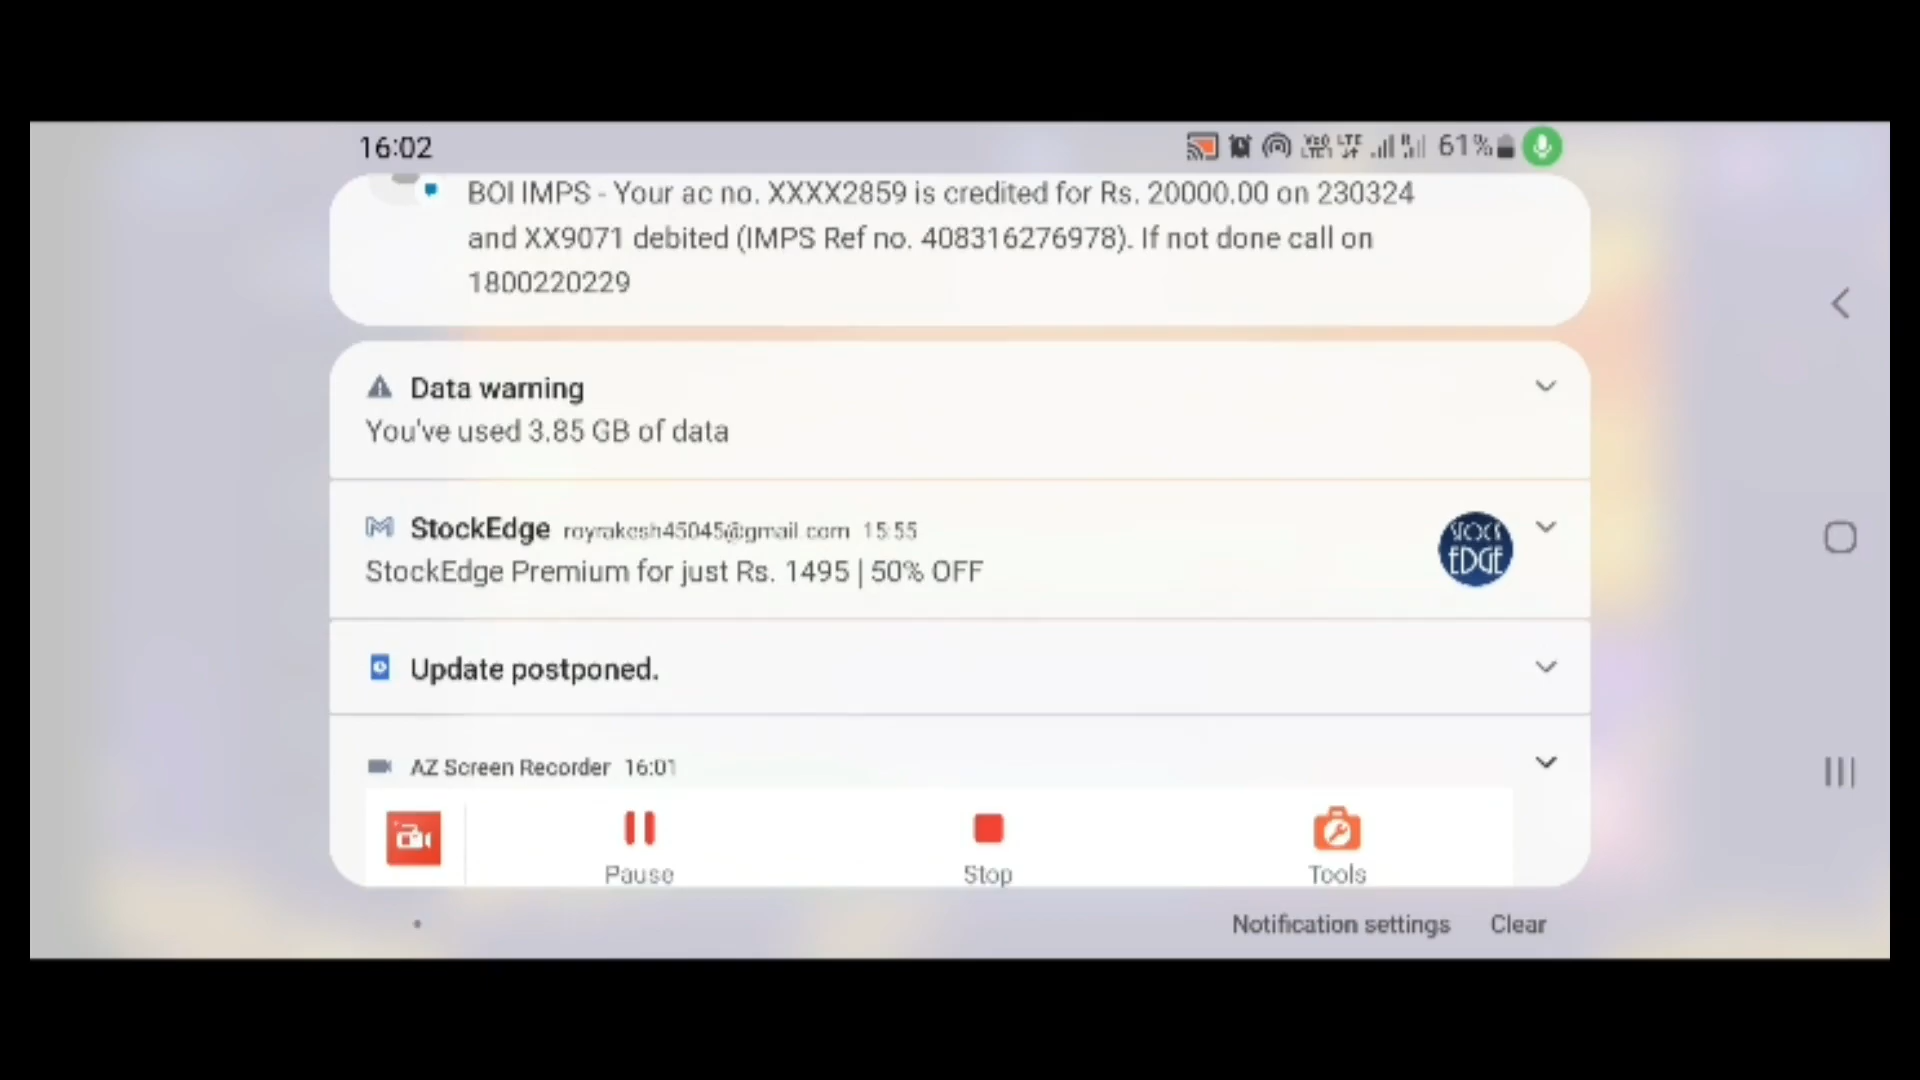 16:02
61%
BOI IMPS - Your ac no. XXXX2859 is credited for Rs. 20000.00 on 230324
and XX9071 debited (IMPS Ref no. 408316276978). If not done call on
1800220229
Data warning
You've used 3.85 GB of data
StockEdge royrakesh45045@gmail.com 15:55
StockEdge Premium for just Rs. 1495 | 50% OFF
STOCK
EDGE
Update postponed.
AZ Screen Recorder 16:01
Pause Stop Tools
Notification settings Clear